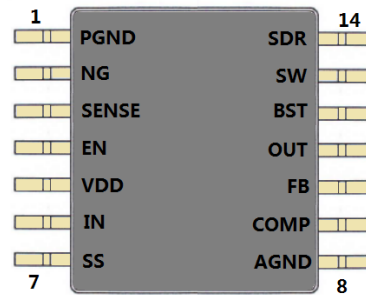 1 14
PGND SDR
NG SW
SENSE BST
EN OUT
VDD FB
IN COMP
SS AGND
7 8